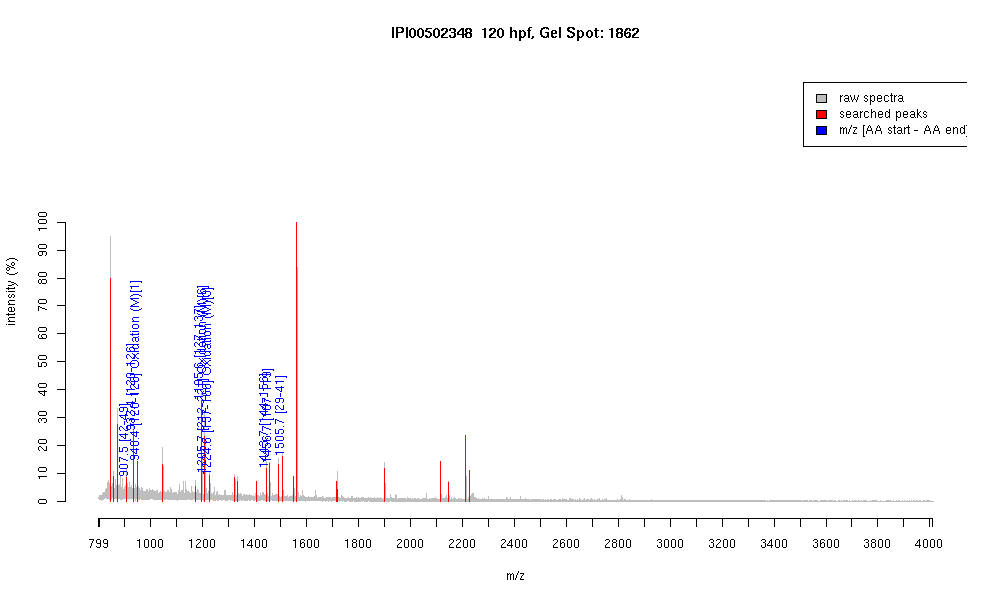 IPI00502348 120 hpf, Gel Spot: 1862
raw spectra
searched peaks
m/z [AA start - AA end]
intensity (%)
100
90
80
70
60
50
40
30
20
10
0
907.5 [42-49]
Oxidation (M)[1]
1505.7 [29-41]
799 1000 1200 1400 1600 1800 2000 2200 2400 2600 2800 3000 3200 3400 3600 3800 4000
m/z